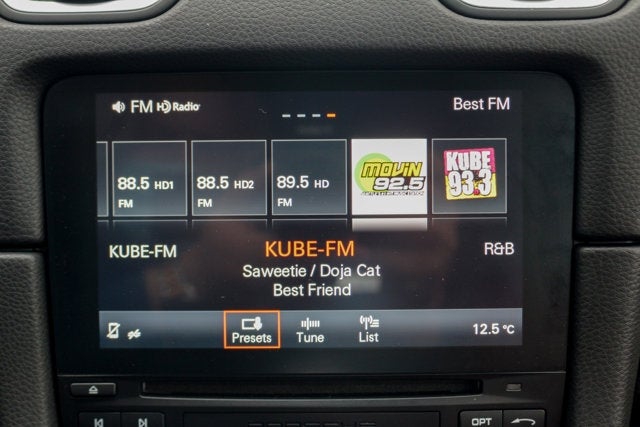 FM HD Radio
Best FM
88.5 HD1
FM
88.5 HD2
FM
89.5 HD
FM
MOViN
92.5
KUBE
93.3
KUBE-FM
KUBE-FM
R&B
Saweetie / Doja Cat
Best Friend
Presets
Tune
List
12.5 °C
OPT